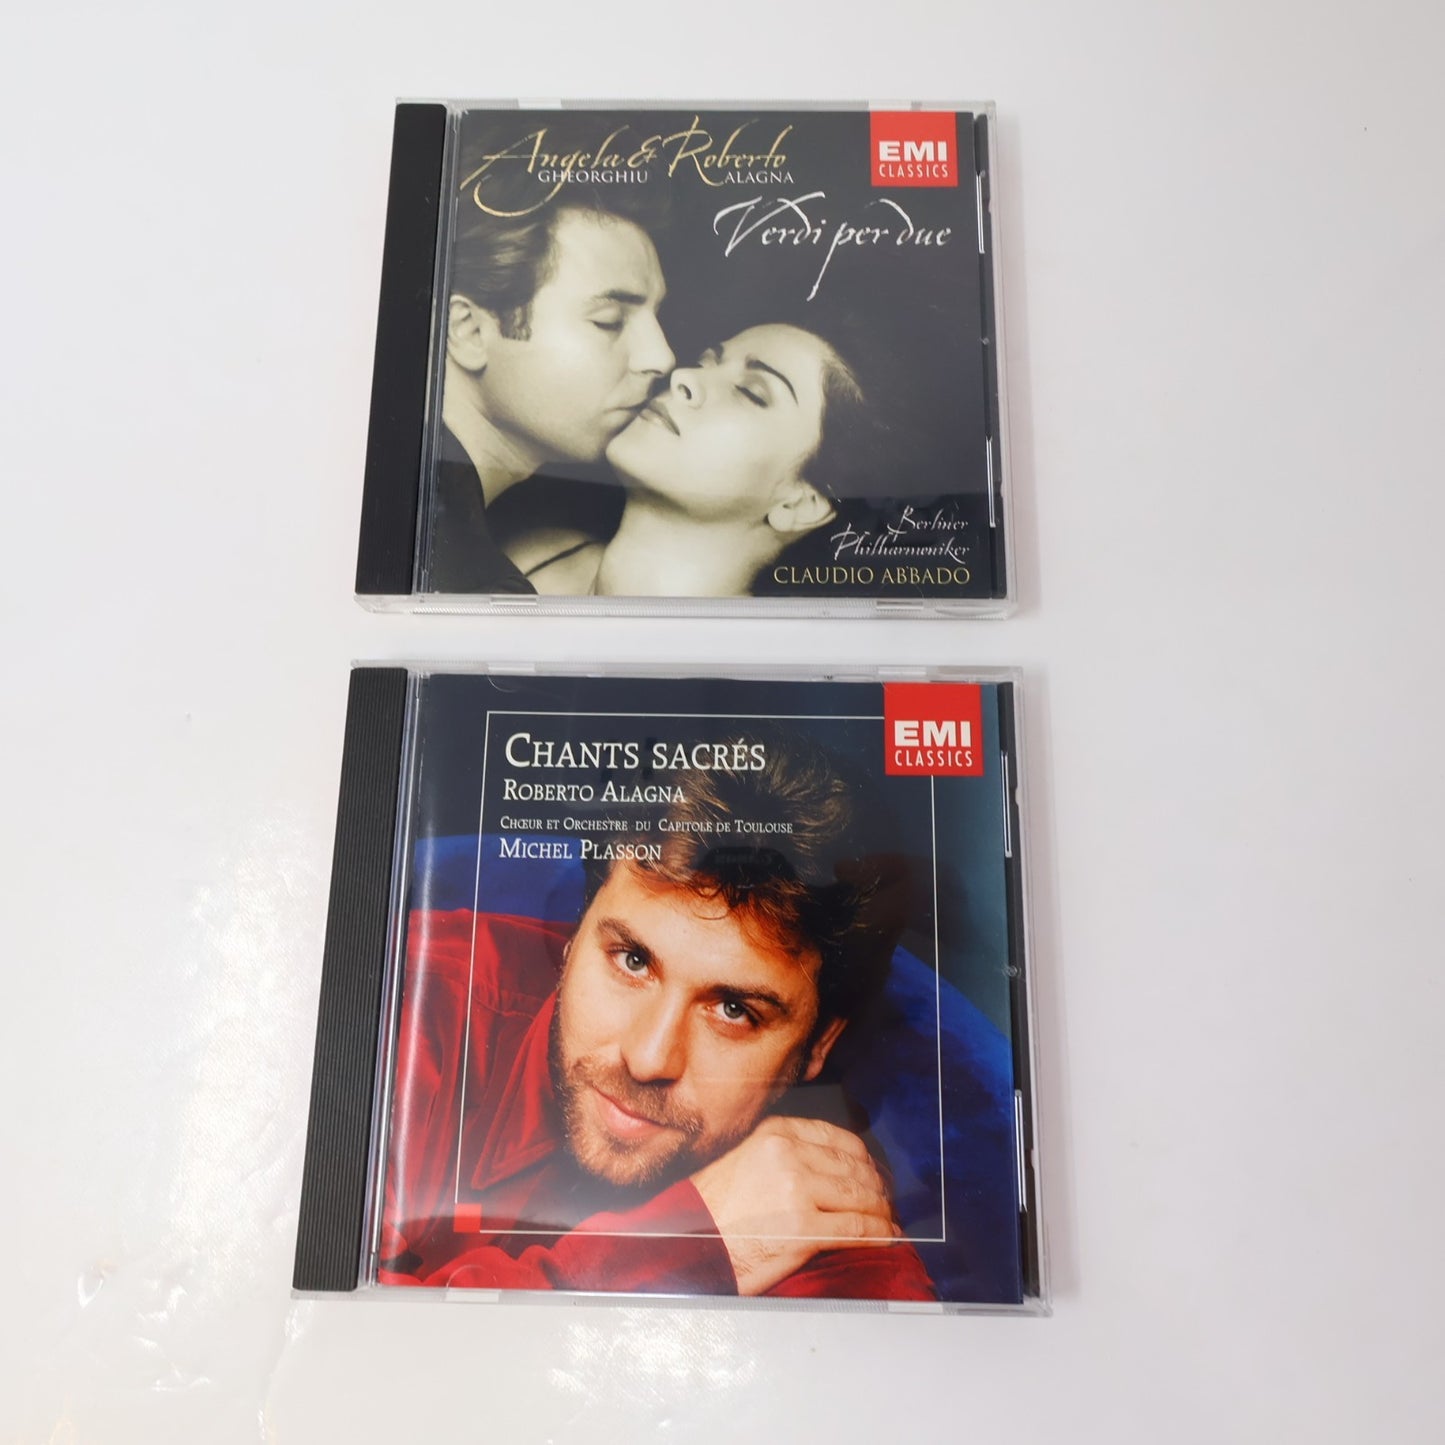 Angela & Roberto
GHEORGHIU ALAGNA
EMI
CLASSICS
Verdi per due
Berliner
Philharmoniker
CLAUDIO ABBADO
EMI
CLASSICS
CHANTS SACRÉS
ROBERTO ALAGNA
CHŒUR ET ORCHESTRE DU CAPITOLE DE TOULOUSE
MICHEL PLASSON